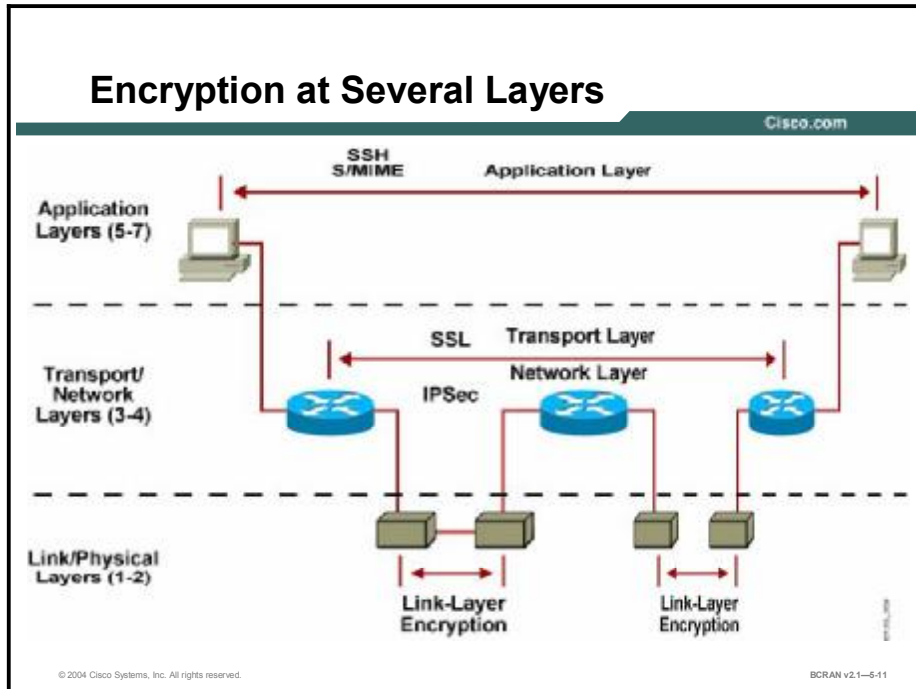 Encryption at Several Layers
Cisco.com
SSH
S/MIME
Application Layer
Application
Layers (5-7)
SSL
Transport Layer
Network Layer
IPSec
Transport/
Network
Layers (3-4)
Link/Physical
Layers (1-2)
Link-Layer
Encryption
Link-Layer
Encryption
© 2004 Cisco Systems, Inc. All rights reserved.
BCRAN v2.1—5-11